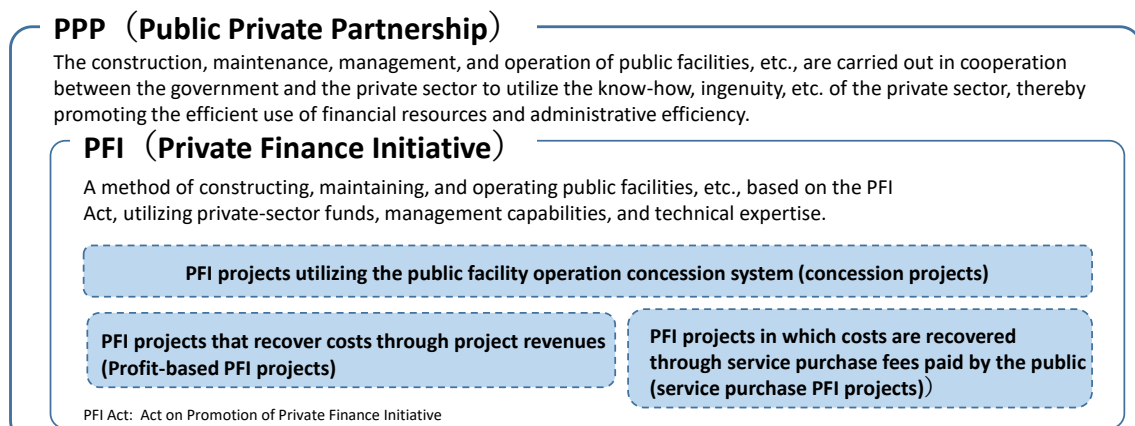 PPP（Public Private Partnership）
The construction, maintenance, management, and operation of public facilities, etc., are carried out in cooperation
between the government and the private sector to utilize the know-how, ingenuity, etc. of the private sector, thereby
promoting the efficient use of financial resources and administrative efficiency.
PFI（Private Finance Initiative）
A method of constructing, maintaining, and operating public facilities, etc., based on the PFI
Act, utilizing private-sector funds, management capabilities, and technical expertise.
PFI projects utilizing the public facility operation concession system (concession projects)
PFI projects that recover costs through project revenues
(Profit-based PFI projects)
PFI projects in which costs are recovered
through service purchase fees paid by the public
(service purchase PFI projects)）
PFI Act: Act on Promotion of Private Finance Initiative